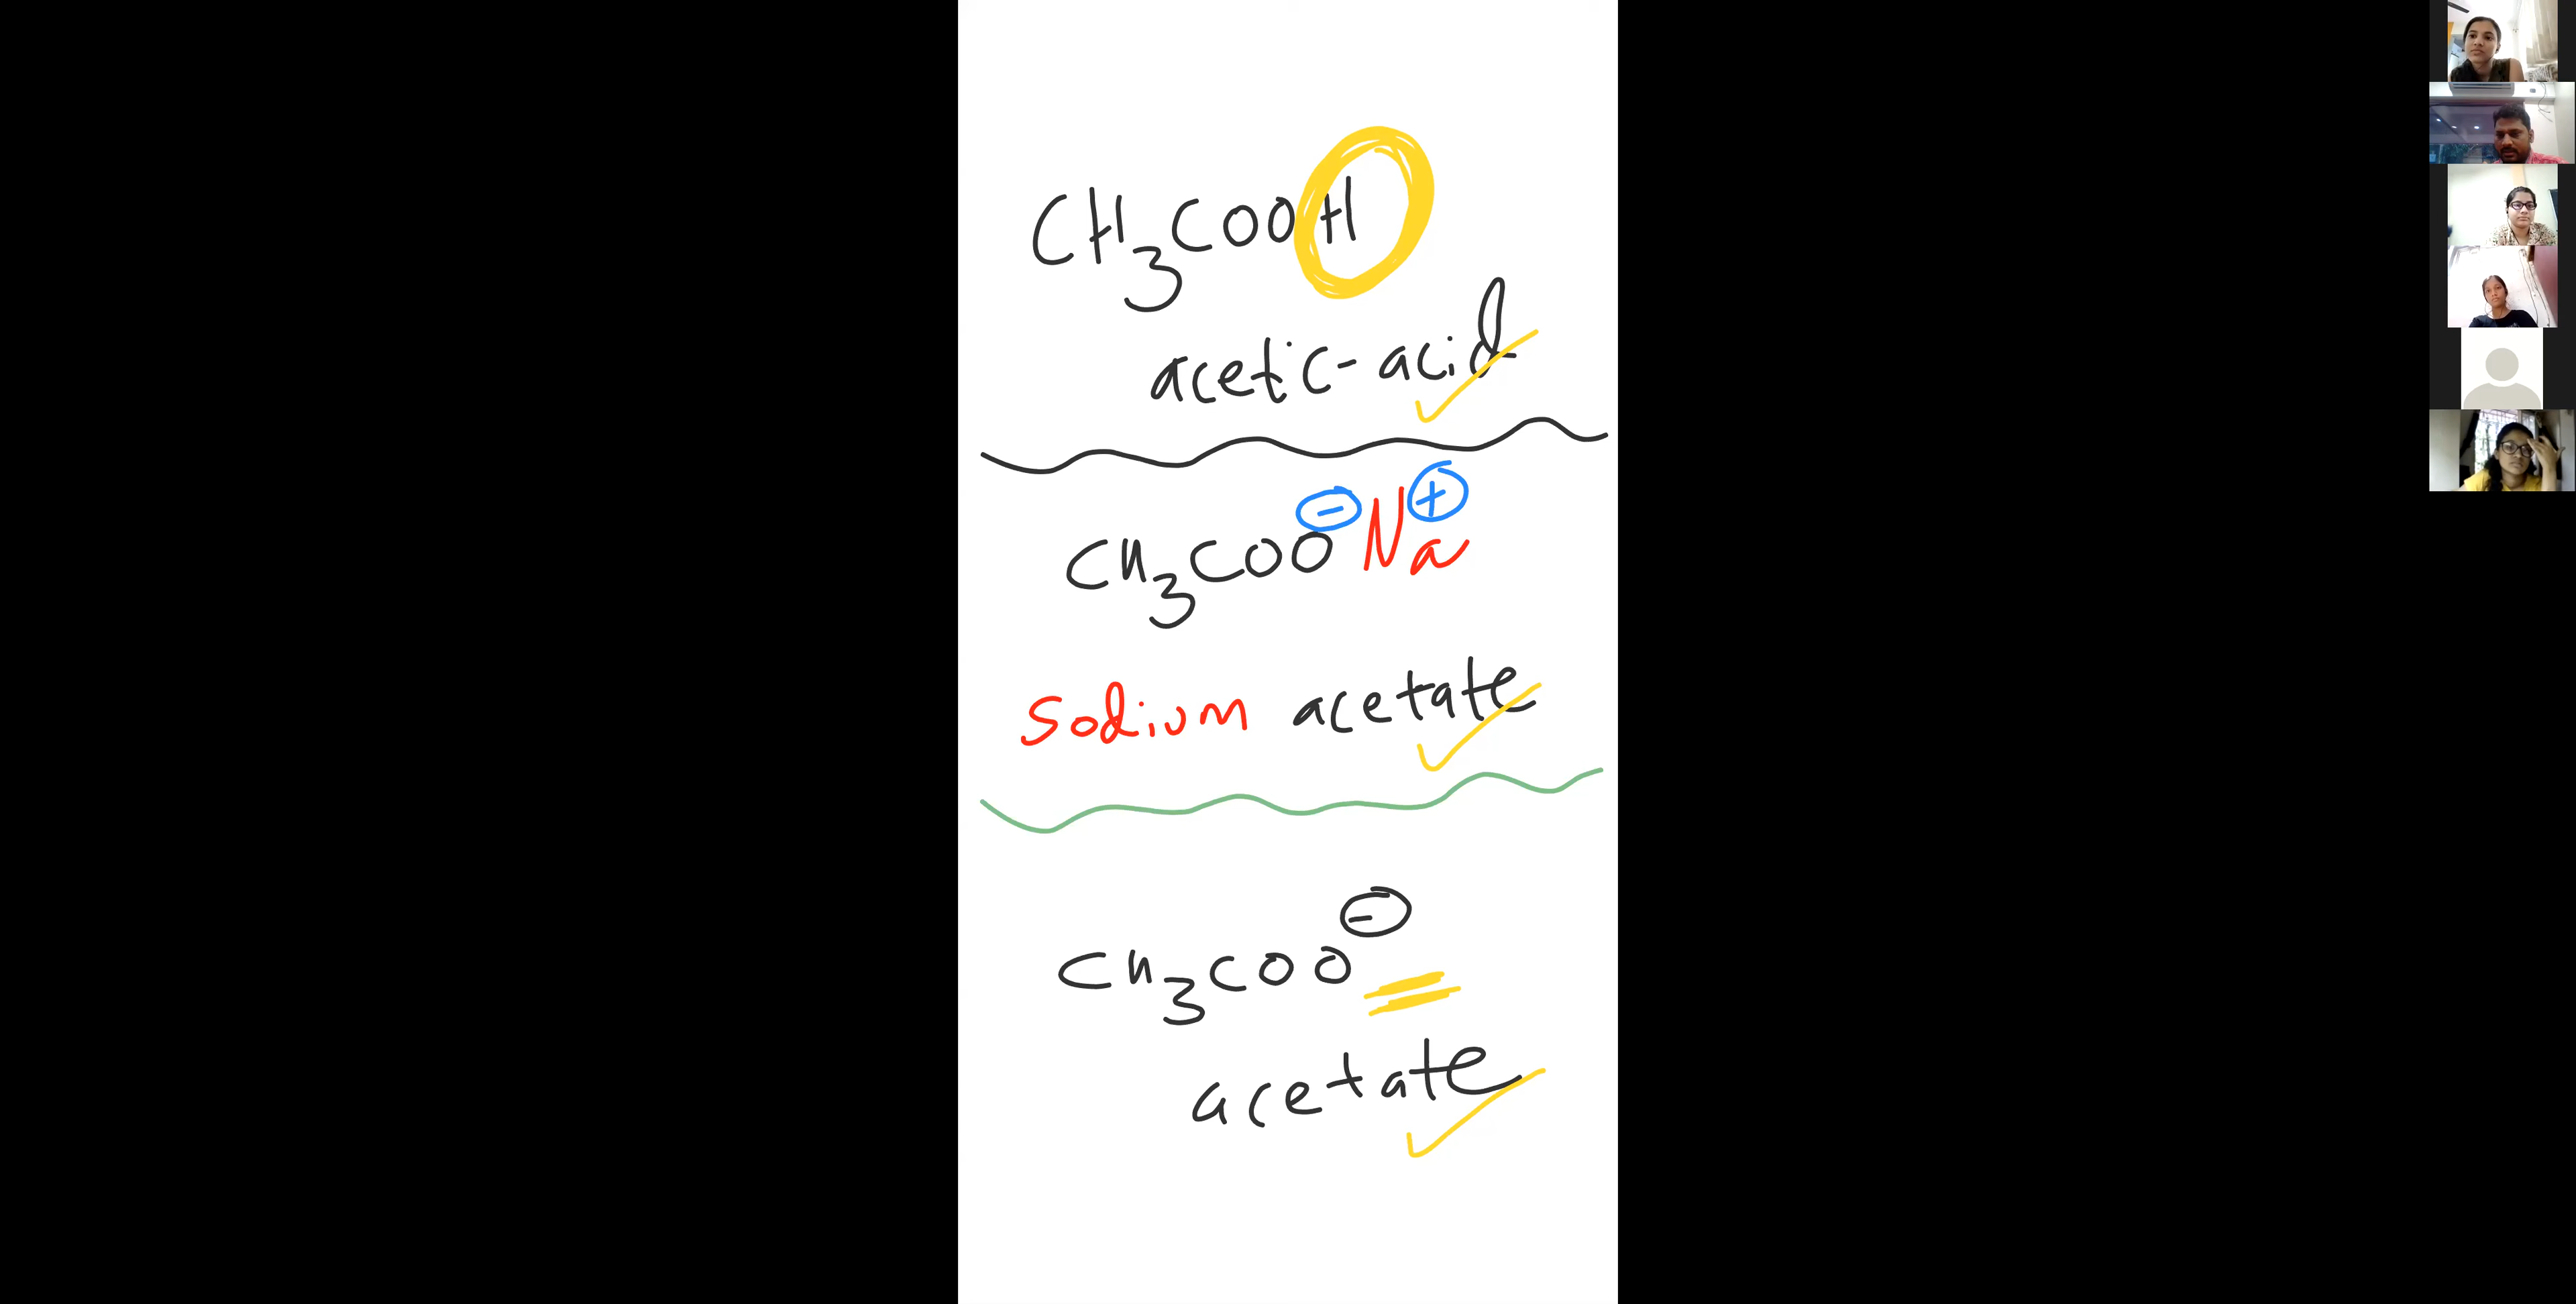 CH3COOH
acetic-acid
CH3COO⊖Na⊕
Sodium acetate
CH3COO⊖
acetate